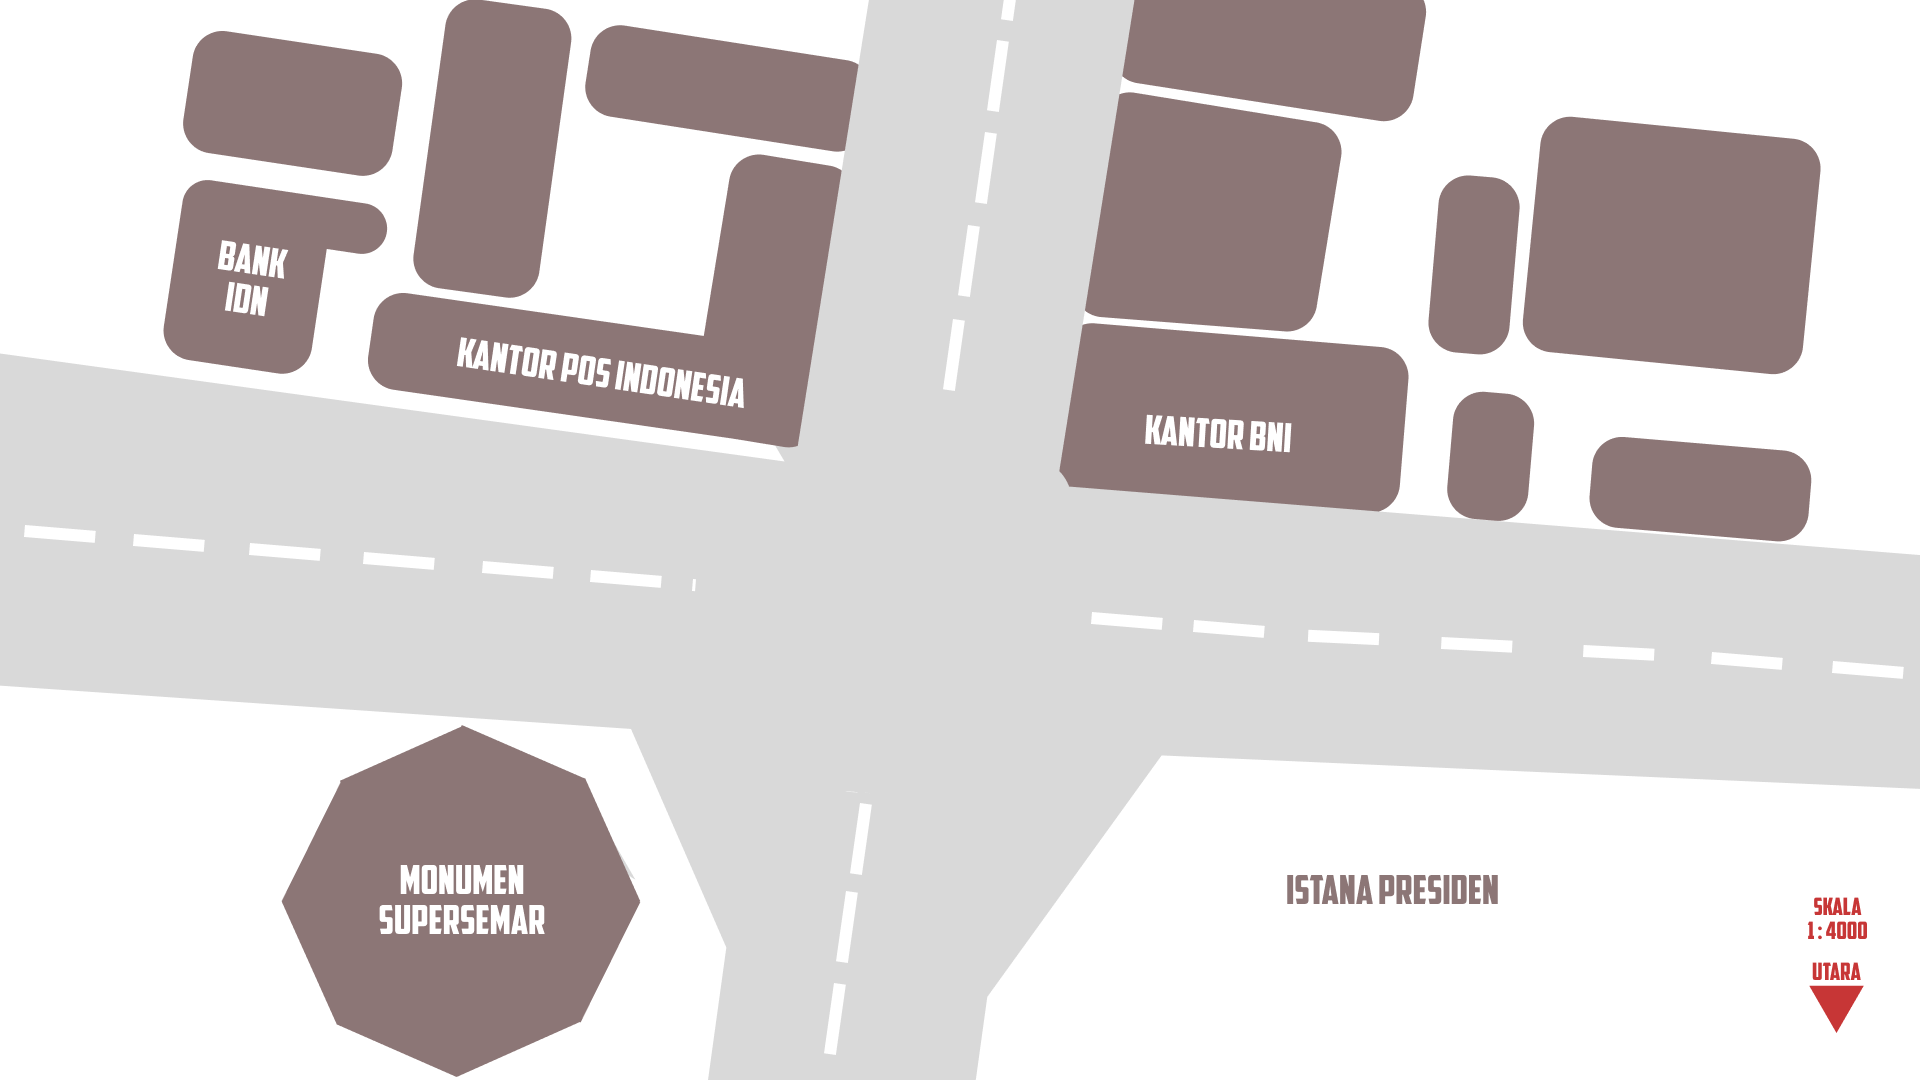 BANK
IDN
KANTOR POS INDONESIA
KANTOR BNI
MONUMEN
SUPERSEMAR
ISTANA PRESIDEN
SKALA
1 : 4000
UTARA